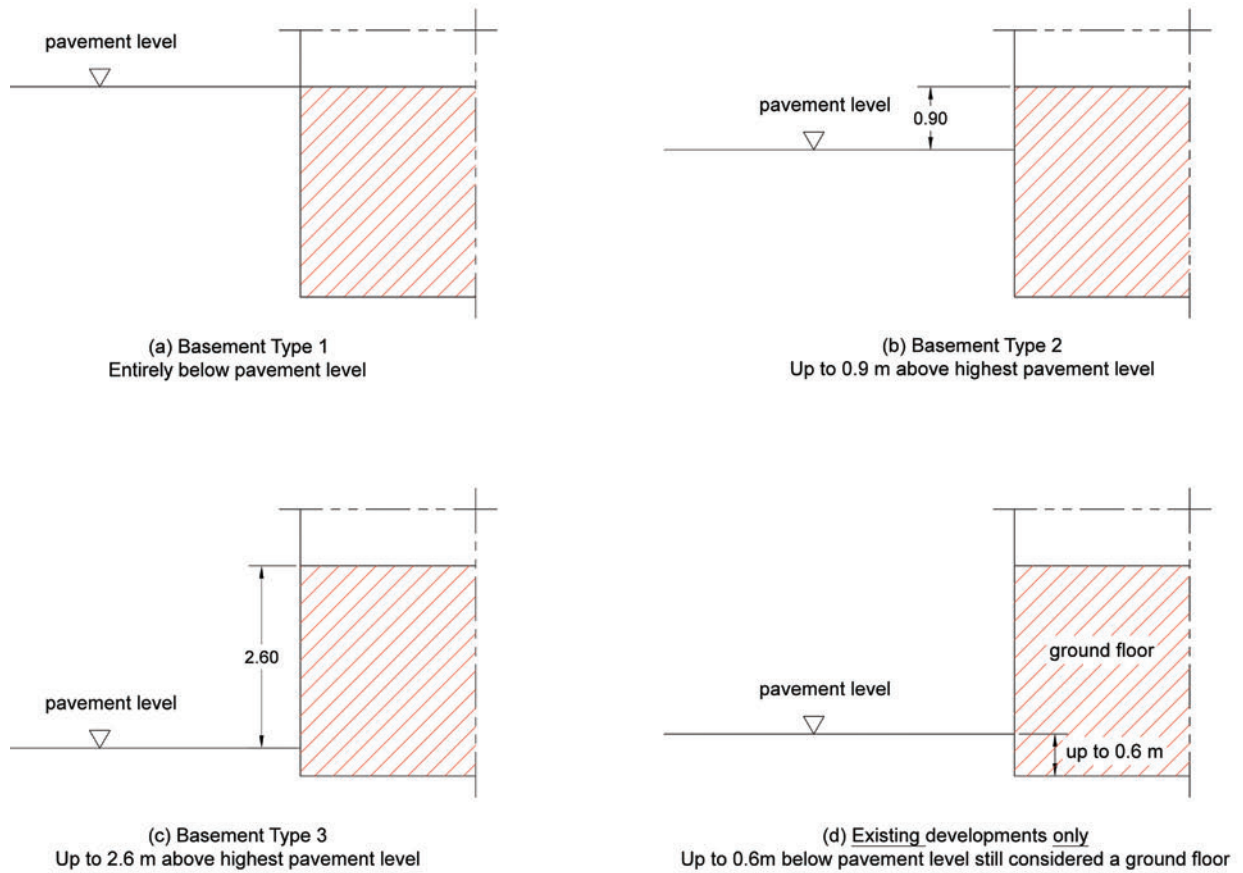 pavement level
(a) Basement Type 1
Entirely below pavement level
pavement level
0.90
(b) Basement Type 2
Up to 0.9 m above highest pavement level
2.60
pavement level
(c) Basement Type 3
Up to 2.6 m above highest pavement level
ground floor
pavement level
up to 0.6 m
(d) Existing developments only
Up to 0.6m below pavement level still considered a ground floor